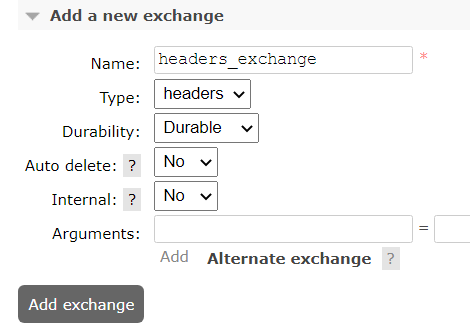 Add a new exchange
Name: headers_exchange *
Type: headers
Durability: Durable
Auto delete: ? No
Internal: ? No
Arguments: =
Add Alternate exchange ?
Add exchange